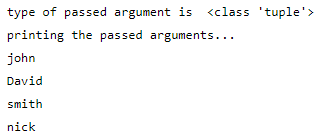 type of passed argument is  <class 'tuple'>
printing the passed arguments...
john
David
smith
nick